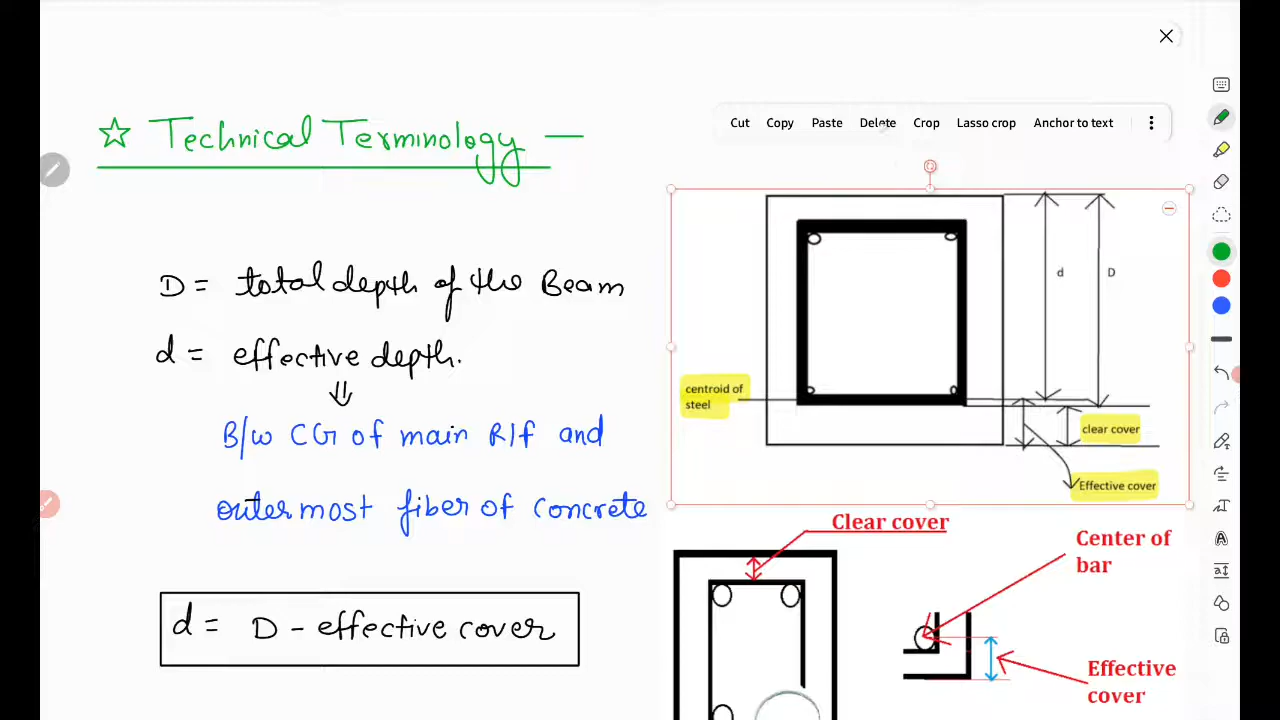 ☆ Technical Terminology —
D = total depth of the Beam
d = effective depth.
⇓
B/w CG of main R/f and
outermost fiber of concrete
d = D - effective cover
Cut Copy Paste Delete Crop Lasso crop Anchor to text
d D
centroid of
steel
clear cover
Effective cover
Clear cover
Center of
bar
Effective
cover